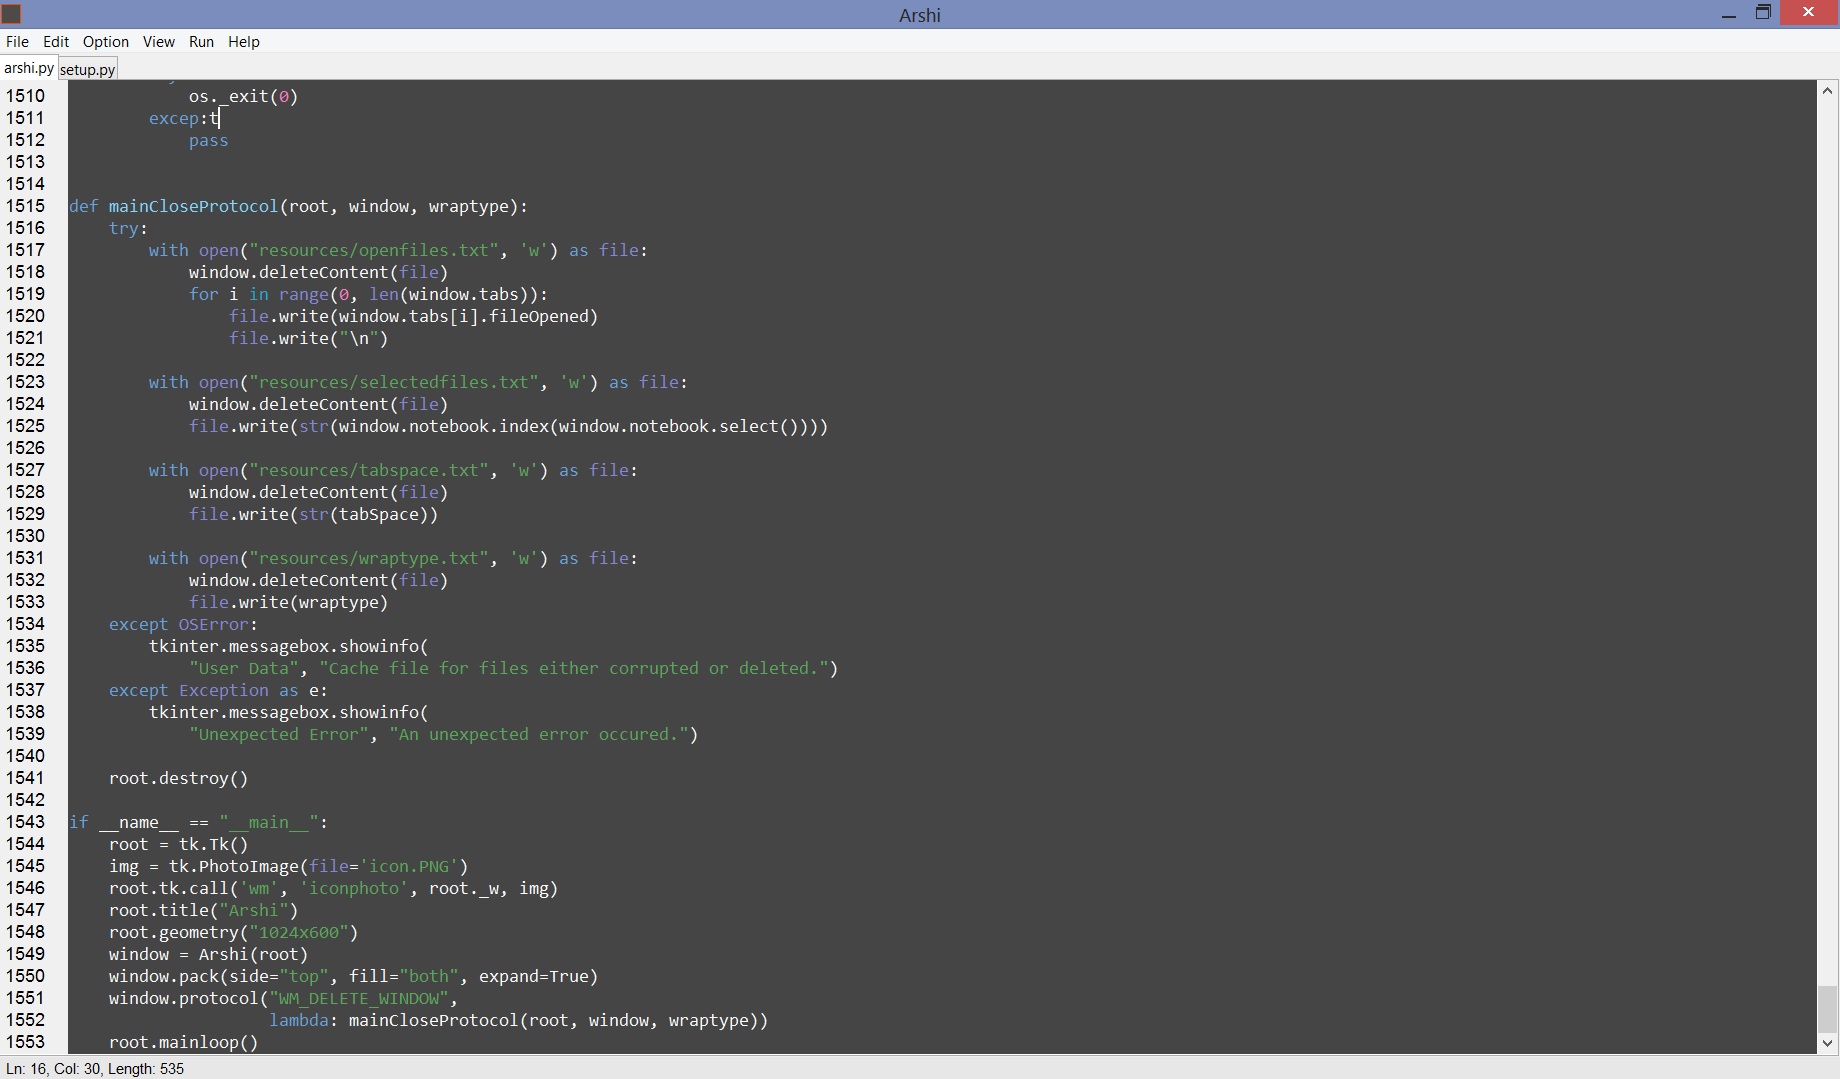 Arshi
File Edit Option View Run Help
arshi.py setup.py
1510             os._exit(0)
1511         excep:t
1512             pass
1513
1514
1515 def mainCloseProtocol(root, window, wraptype):
1516     try:
1517         with open("resources/openfiles.txt", 'w') as file:
1518             window.deleteContent(file)
1519             for i in range(0, len(window.tabs)):
1520                 file.write(window.tabs[i].fileOpened)
1521                 file.write("\n")
1522
1523         with open("resources/selectedfiles.txt", 'w') as file:
1524             window.deleteContent(file)
1525             file.write(str(window.notebook.index(window.notebook.select())))
1526
1527         with open("resources/tabspace.txt", 'w') as file:
1528             window.deleteContent(file)
1529             file.write(str(tabSpace))
1530
1531         with open("resources/wraptype.txt", 'w') as file:
1532             window.deleteContent(file)
1533             file.write(wraptype)
1534     except OSError:
1535         tkinter.messagebox.showinfo(
1536             "User Data", "Cache file for files either corrupted or deleted.")
1537     except Exception as e:
1538         tkinter.messagebox.showinfo(
1539             "Unexpected Error", "An unexpected error occured.")
1540
1541     root.destroy()
1542
1543 if __name__ == "__main__":
1544     root = tk.Tk()
1545     img = tk.PhotoImage(file='icon.PNG')
1546     root.tk.call('wm', 'iconphoto', root._w, img)
1547     root.title("Arshi")
1548     root.geometry("1024x600")
1549     window = Arshi(root)
1550     window.pack(side="top", fill="both", expand=True)
1551     window.protocol("WM_DELETE_WINDOW",
1552                     lambda: mainCloseProtocol(root, window, wraptype))
1553     root.mainloop()
Ln: 16, Col: 30, Length: 535